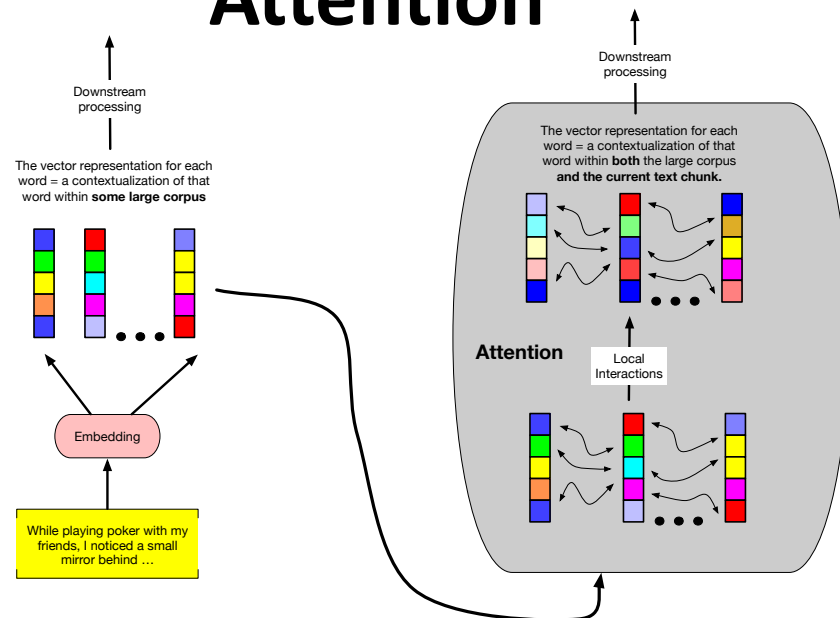 Attention
Downstream
processing
The vector representation for each
word = a contextualization of that
word within some large corpus
Embedding
While playing poker with my
friends, I noticed a small
mirror behind …
Downstream
processing
The vector representation for each
word = a contextualization of that
word within both the large corpus
and the current text chunk.
Attention
Local
Interactions